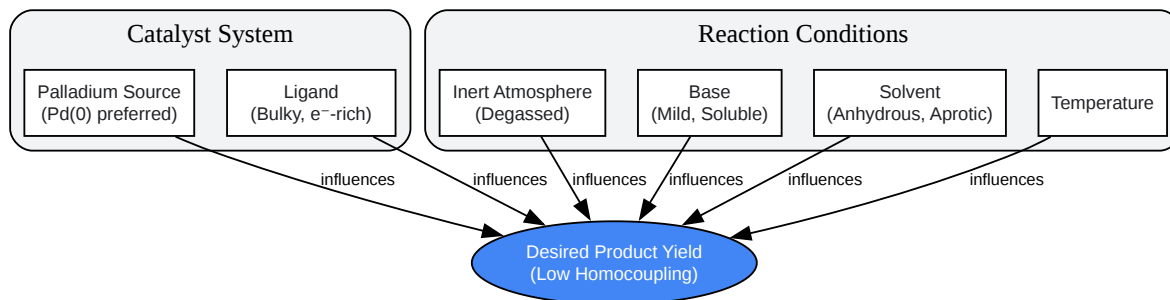 Catalyst System
Reaction Conditions
Palladium Source
(Pd(0) preferred)
Ligand
(Bulky, e⁻-rich)
Inert Atmosphere
(Degassed)
Base
(Mild, Soluble)
Solvent
(Anhydrous, Aprotic)
Temperature
influences
influences
influences
influences
influences
influences
Desired Product Yield
(Low Homocoupling)